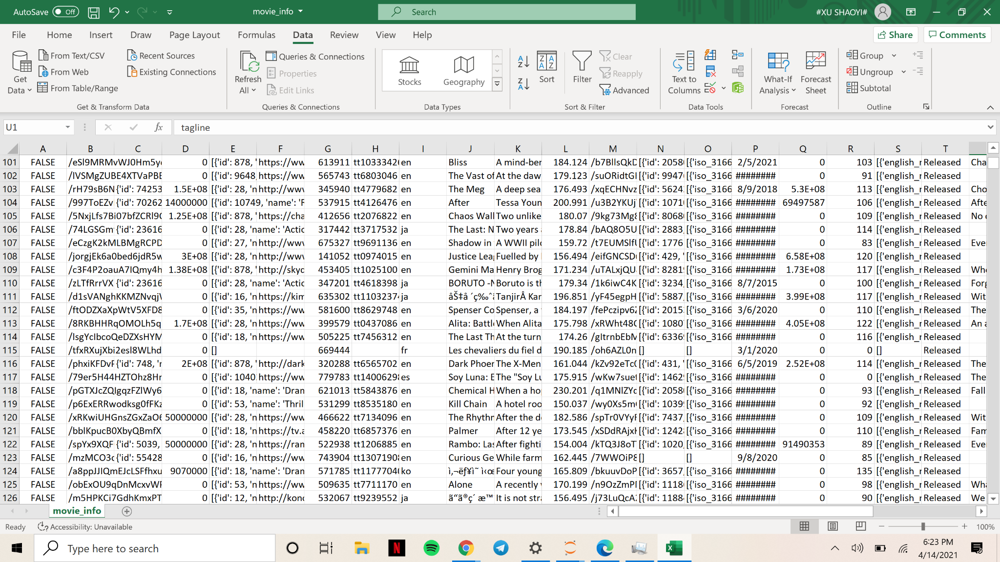 AutoSave Off movie_info Search #XU SHAOYI#
File Home Insert Draw Page Layout Formulas Data Review View Help Share Comments
Get Data From Text/CSV From Web From Table/Range Recent Sources Existing Connections
Get & Transform Data
Refresh All Queries & Connections Properties Edit Links
Queries & Connections
Stocks Geography
Data Types
Sort Filter Clear Reapply Advanced
Sort & Filter
Text to Columns
Data Tools
What-If Analysis Forecast Sheet
Forecast
Group Ungroup Subtotal
Outline
U1 fx tagline
A B C D E F G H I J K L M N O P Q R S T
101 FALSE 0 [{'id': 878, ' https://ww 613911 en Bliss A mind-ber 184.124 [{'id': 2058 [{'iso_3166 2/5/2021 0 103 [{'english_r Released Cha
102 FALSE 0 [{'id': 9648, https://ww 565743 tt6803046 en The Vast of At the daw 179.123 [{'id': 9947 [{'iso_3166 ######## 0 91 [{'english_r Released
103 FALSE /rH79sB6N {'id': 74253 1.5E+08 [{'id': 28, 'n http://www 345940 tt4779682 en The Meg A deep sea 176.493 /xqECHNvz [{'id': 5624 [{'iso_3166 8/9/2018 5.3E+08 113 [{'english_r Released Cho
104 FALSE /997ToEZv {'id': 70262 14000000 [{'id': 10749, 'name': 'R 537915 tt4126476 en After Tessa Youn 200.991 /u3B2YKUj [{'id': 1071 [{'iso_3166 ######## 69497587 106 [{'english_r Released Afte
105 FALSE 1.25E+08 [{'id': 878, ' https://cha 412656 tt2076822 en Chaos Wall Two unlike 180.07 /9kg73Mg [{'id': 8068 [{'iso_3166 ######## 0 109 [{'english_r Released No
106 FALSE /74LGSGm {'id': 23616 0 [{'id': 28, 'name': 'Actic 317442 tt3717532 ja The Last: N Two years 178.84 /bAQ8O5U [{'id': 2883 [{'iso_3166 ######## 0 114 [{'english_r Released
107 FALSE /eCzgK2kMLBMgRCPD 0 [{'id': 27, 'n http://www 675327 tt9691136 en Shadow in A WWII pil 159.72 [{'id': 1776 [{'iso_3166 ######## 0 83 [{'english_r Released Eve
108 FALSE /jorgjEk6a0bed6jdR5w 3E+08 [{'id': 28, 'n http://www 141052 tt0974015 en Justice Lea Fuelled by 156.494 /eifGNCSD [{'id': 429, ' [{'iso_3166 ######## 6.58E+08 120 [{'english_r Released
109 FALSE /c3F4P2oauA7IQmy4h 1.38E+08 [{'id': 878, ' http://skyd 453405 tt1025100 en Gemini Ma Henry Brog 171.234 /uTALxjQU [{'id': 8281 [{'iso_3166 ######## 1.73E+08 117 [{'english_r Released Wh
110 FALSE /zLTfRrrVX {'id': 23616 0 [{'id': 28, 'name': 'Actic 347201 tt4618398 ja BORUTO -N Boruto is th 179.34 /1k6iwC4K [{'id': 3234 [{'iso_3166 8/7/2015 0 100 [{'english_r Released Forg
111 FALSE /d1sVANghKKMZNvqj 0 [{'id': 16, 'n https://kim 635302 ja TanjirÅ Kar 196.851 /yF45egpH [{'id': 5887 [{'iso_3166 ######## 3.99E+08 117 [{'english_r Released Wit
112 FALSE /ftODZXaXpWtV5XFD8 0 [{'id': 35, 'n https://ww 581600 tt8629748 en Spenser Co Spenser, a 184.197 /fePczipv6 [{'id': 2015 [{'iso_3166 3/6/2020 0 110 [{'english_r Released The
113 FALSE /8RKBHHRqOMOLh5q 1.7E+08 [{'id': 28, 'n https://ww 399579 tt0437086 en Alita: Battl When Alita 175.798 /xRWht48 [{'id': 1080 [{'iso_3166 ######## 4.05E+08 122 [{'english_r Released An a
114 FALSE 0 [{'id': 18, 'n https://ww 505225 tt7456312 en The Last Th At the turn 174.26 [{'id': 6336 [{'iso_3166 ######## 0 116 [{'english_r Released
115 FALSE 0 [] 669444 fr Les chevaliers du fiel d 190.185 /oh6AZL0n [] [] 3/1/2020 0 0 [] Released
116 FALSE /phxiKFDvF {'id': 748, 'r 2E+08 [{'id': 878, ' http://dark 320288 tt6565702 en Dark Phoer The X-Men 161.044 [{'id': 431, ' [{'iso_3166 6/5/2019 2.52E+08 114 [{'english_r Released The
117 FALSE /79er5H44HZTOhz8Hr 0 [{'id': 1040 https://ww 779783 es Soy Luna: E The "Soy Lu 175.915 /wKw7suet [{'id': 1462 [{'iso_3166 ######## 0 0 [{'english_r Released The
118 FALSE 0 [{'id': 18, 'name': 'Dran 621013 tt5843876 en Chemical H When a ho 230.201 [{'id': 2058 [{'iso_3166 ######## 0 93 [{'english_r Released Fall
119 FALSE /p6ExERRwodksg0fFKz 0 [{'id': 53, 'name': 'Thril 531299 tt8535180 en Kill Chain A hotel roo 150.037 /wy0Xs5m [{'id': 1039 [{'iso_3166 ######## 0 92 [{'english_r Released
120 FALSE /xRKwiUHGnsZGxZaO 50000000 [{'id': 28, 'n https://ww 466622 tt7134096 en The Rhythn After the d 182.586 /spTr0VYy [{'id': 7437 [{'iso_3166 ######## 0 109 [{'english_r Released Wit
121 FALSE /bblKpucB0XbyQBmfX 0 [{'id': 18, 'n https://tv.a 458220 tt6857376 en Palmer After 12 ye 173.545 /xSDdRAjx [{'id': 1242 [{'iso_3166 ######## 0 110 [{'english_r Released Fam
122 FALSE /spYx9XQF {'id': 5039, 50000000 [{'id': 28, 'n https://ran 522938 tt1206885 en Rambo: Las After fighti 154.004 /kTQ3J8oT [{'id': 1020 [{'iso_3166 ######## 91490353 89 [{'english_r Released Eve
123 FALSE /mzMCO3c {'id': 55428 0 [{'id': 16, 'n https://ww 743904 en Curious Ge While farm 162.445 /7WWOiP8 [] [] 9/8/2020 0 85 [{'english_r Released
124 FALSE /a8ppJJIQmEJcLSFfhxu 9070000 [{'id': 18, 'name': 'Dran 571785 ko Four young 165.809 /bkuuvDoP [{'id': 3657 [{'iso_3166 ######## 0 135 [{'english_r Released
125 FALSE /obExOU9qDnMcxvW 0 [{'id': 53, 'n https://ww 509635 tt7711170 en Alone A recently 170.199 /n9OzZmP [{'id': 1118 [{'iso_3166 ######## 0 98 [{'english_r Released Wha
126 FALSE /m5HPKCi7GdhKmxPT 0 [{'id': 12, 'n http://kono 532067 tt9239552 ja It is not str 156.495 /j73LuQcA [{'id': 1188 [{'iso_3166 ######## 0 90 [{'english_r Released We
movie_info
Ready Accessibility: Unavailable 100%
Type here to search 6:23 PM
4/14/2021